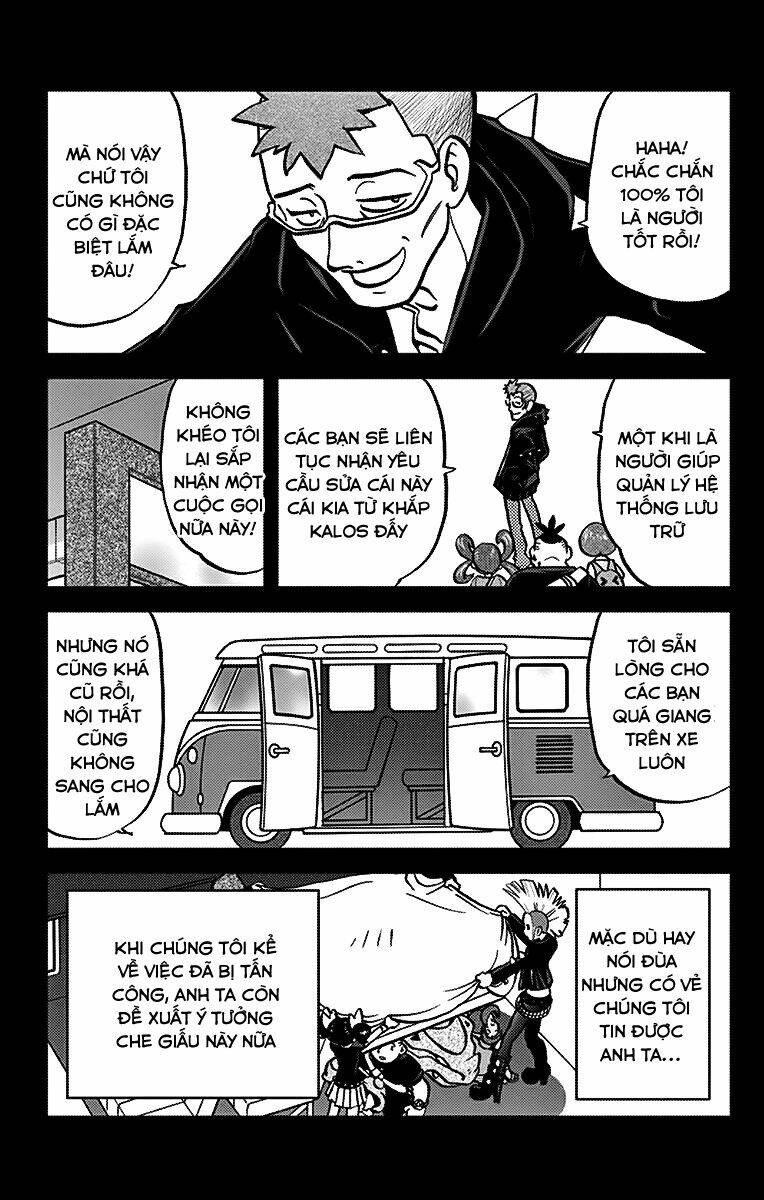 HAHA!
CHẮC CHẮN
100% TÔI
LÀ NGƯỜI
TỐT RỒI!
MÀ NÓI VẬY
CHỨ TÔI
CŨNG KHÔNG
CÓ GÌ ĐẶC
BIỆT LẮM
ĐÂU!
MỘT KHI LÀ
NGƯỜI GIÚP
QUẢN LÝ HỆ
THỐNG LƯU
TRỮ
CÁC BẠN SẼ LIÊN
TỤC NHẬN YÊU
CẦU SỬA CÁI NÀY
CÁI KIA TỪ KHẮP
KALOS ĐẤY
KHÔNG
KHÉO TÔI
LẠI SẮP
NHẬN MỘT
CUỘC GỌI
NỮA NÀY!
TÔI SẴN
LÒNG CHO
CÁC BẠN
QUÁ GIANG
TRÊN XE
LUÔN
NHƯNG NÓ
CŨNG KHÁ
CŨ RỒI,
NỘI THẤT
CŨNG
KHÔNG
SANG CHO
LẮM
MẶC DÙ HAY
NÓI ĐÙA
NHƯNG CÓ VẺ
CHÚNG TÔI
TIN ĐƯỢC
ANH TA...
KHI CHÚNG TÔI KỂ
VỀ VIỆC ĐÃ BỊ TẤN
CÔNG, ANH TA CÒN
ĐỀ XUẤT Ý TƯỞNG
CHE GIẤU NÀY NỮA